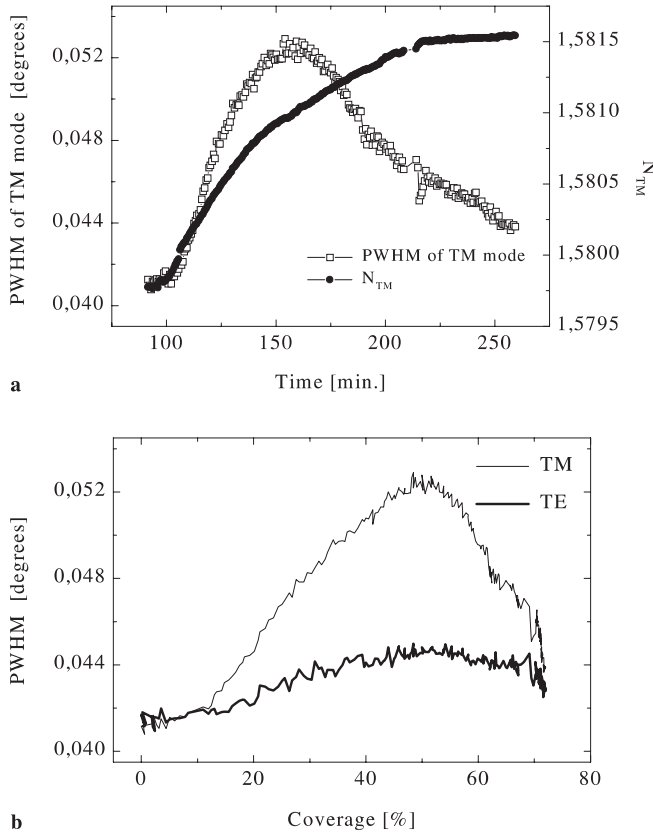 PWHM of TM mode [degrees]
0,052
0,048
0,044
0,040
1,5815
1,5810
1,5805
1,5800
1,5795
N_TM
PWHM of TM mode
N_TM
100 150 200 250
Time [min.]
a
PWHM [degrees]
0,052
0,048
0,044
0,040
TM
TE
0 20 40 60 80
Coverage [%]
b